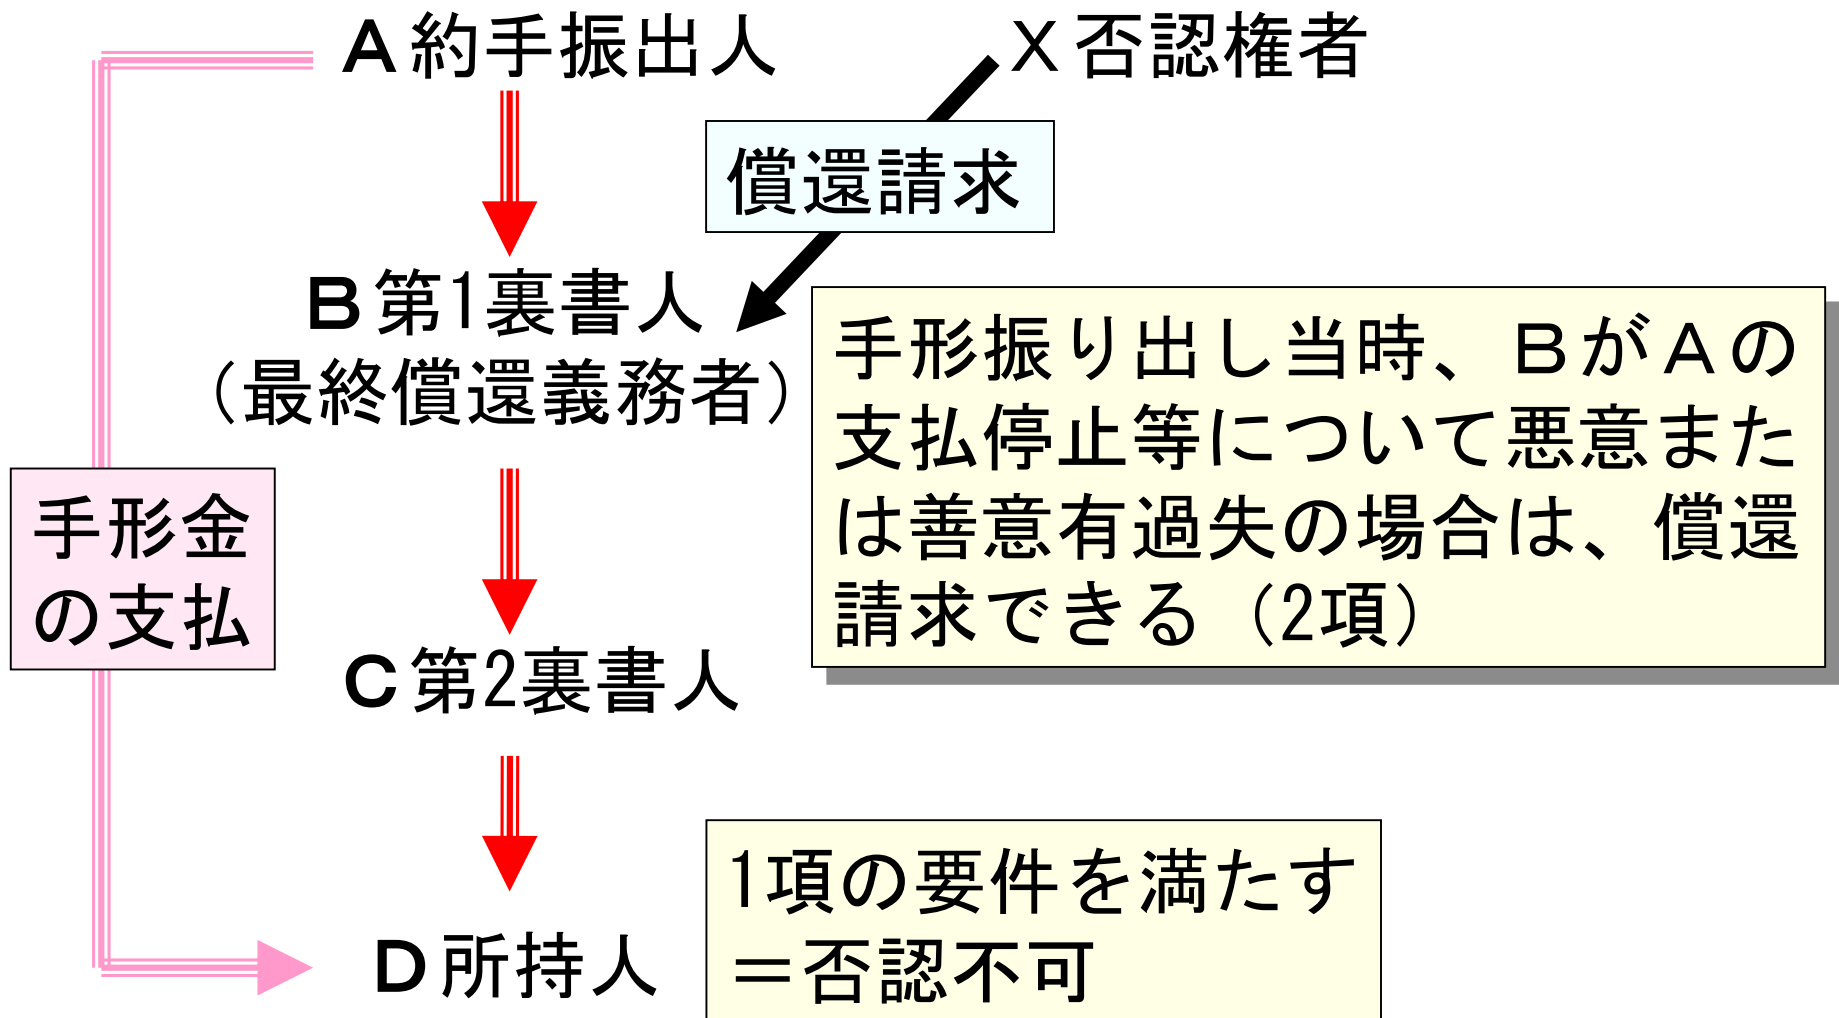 A約手振出人
X否認権者
償還請求
B第1裏書人
（最終償還義務者）
手形振り出し当時、BがAの
支払停止等について悪意また
は善意有過失の場合は、償還
請求できる（2項）
手形金
の支払
C第2裏書人
D所持人
1項の要件を満たす
＝否認不可